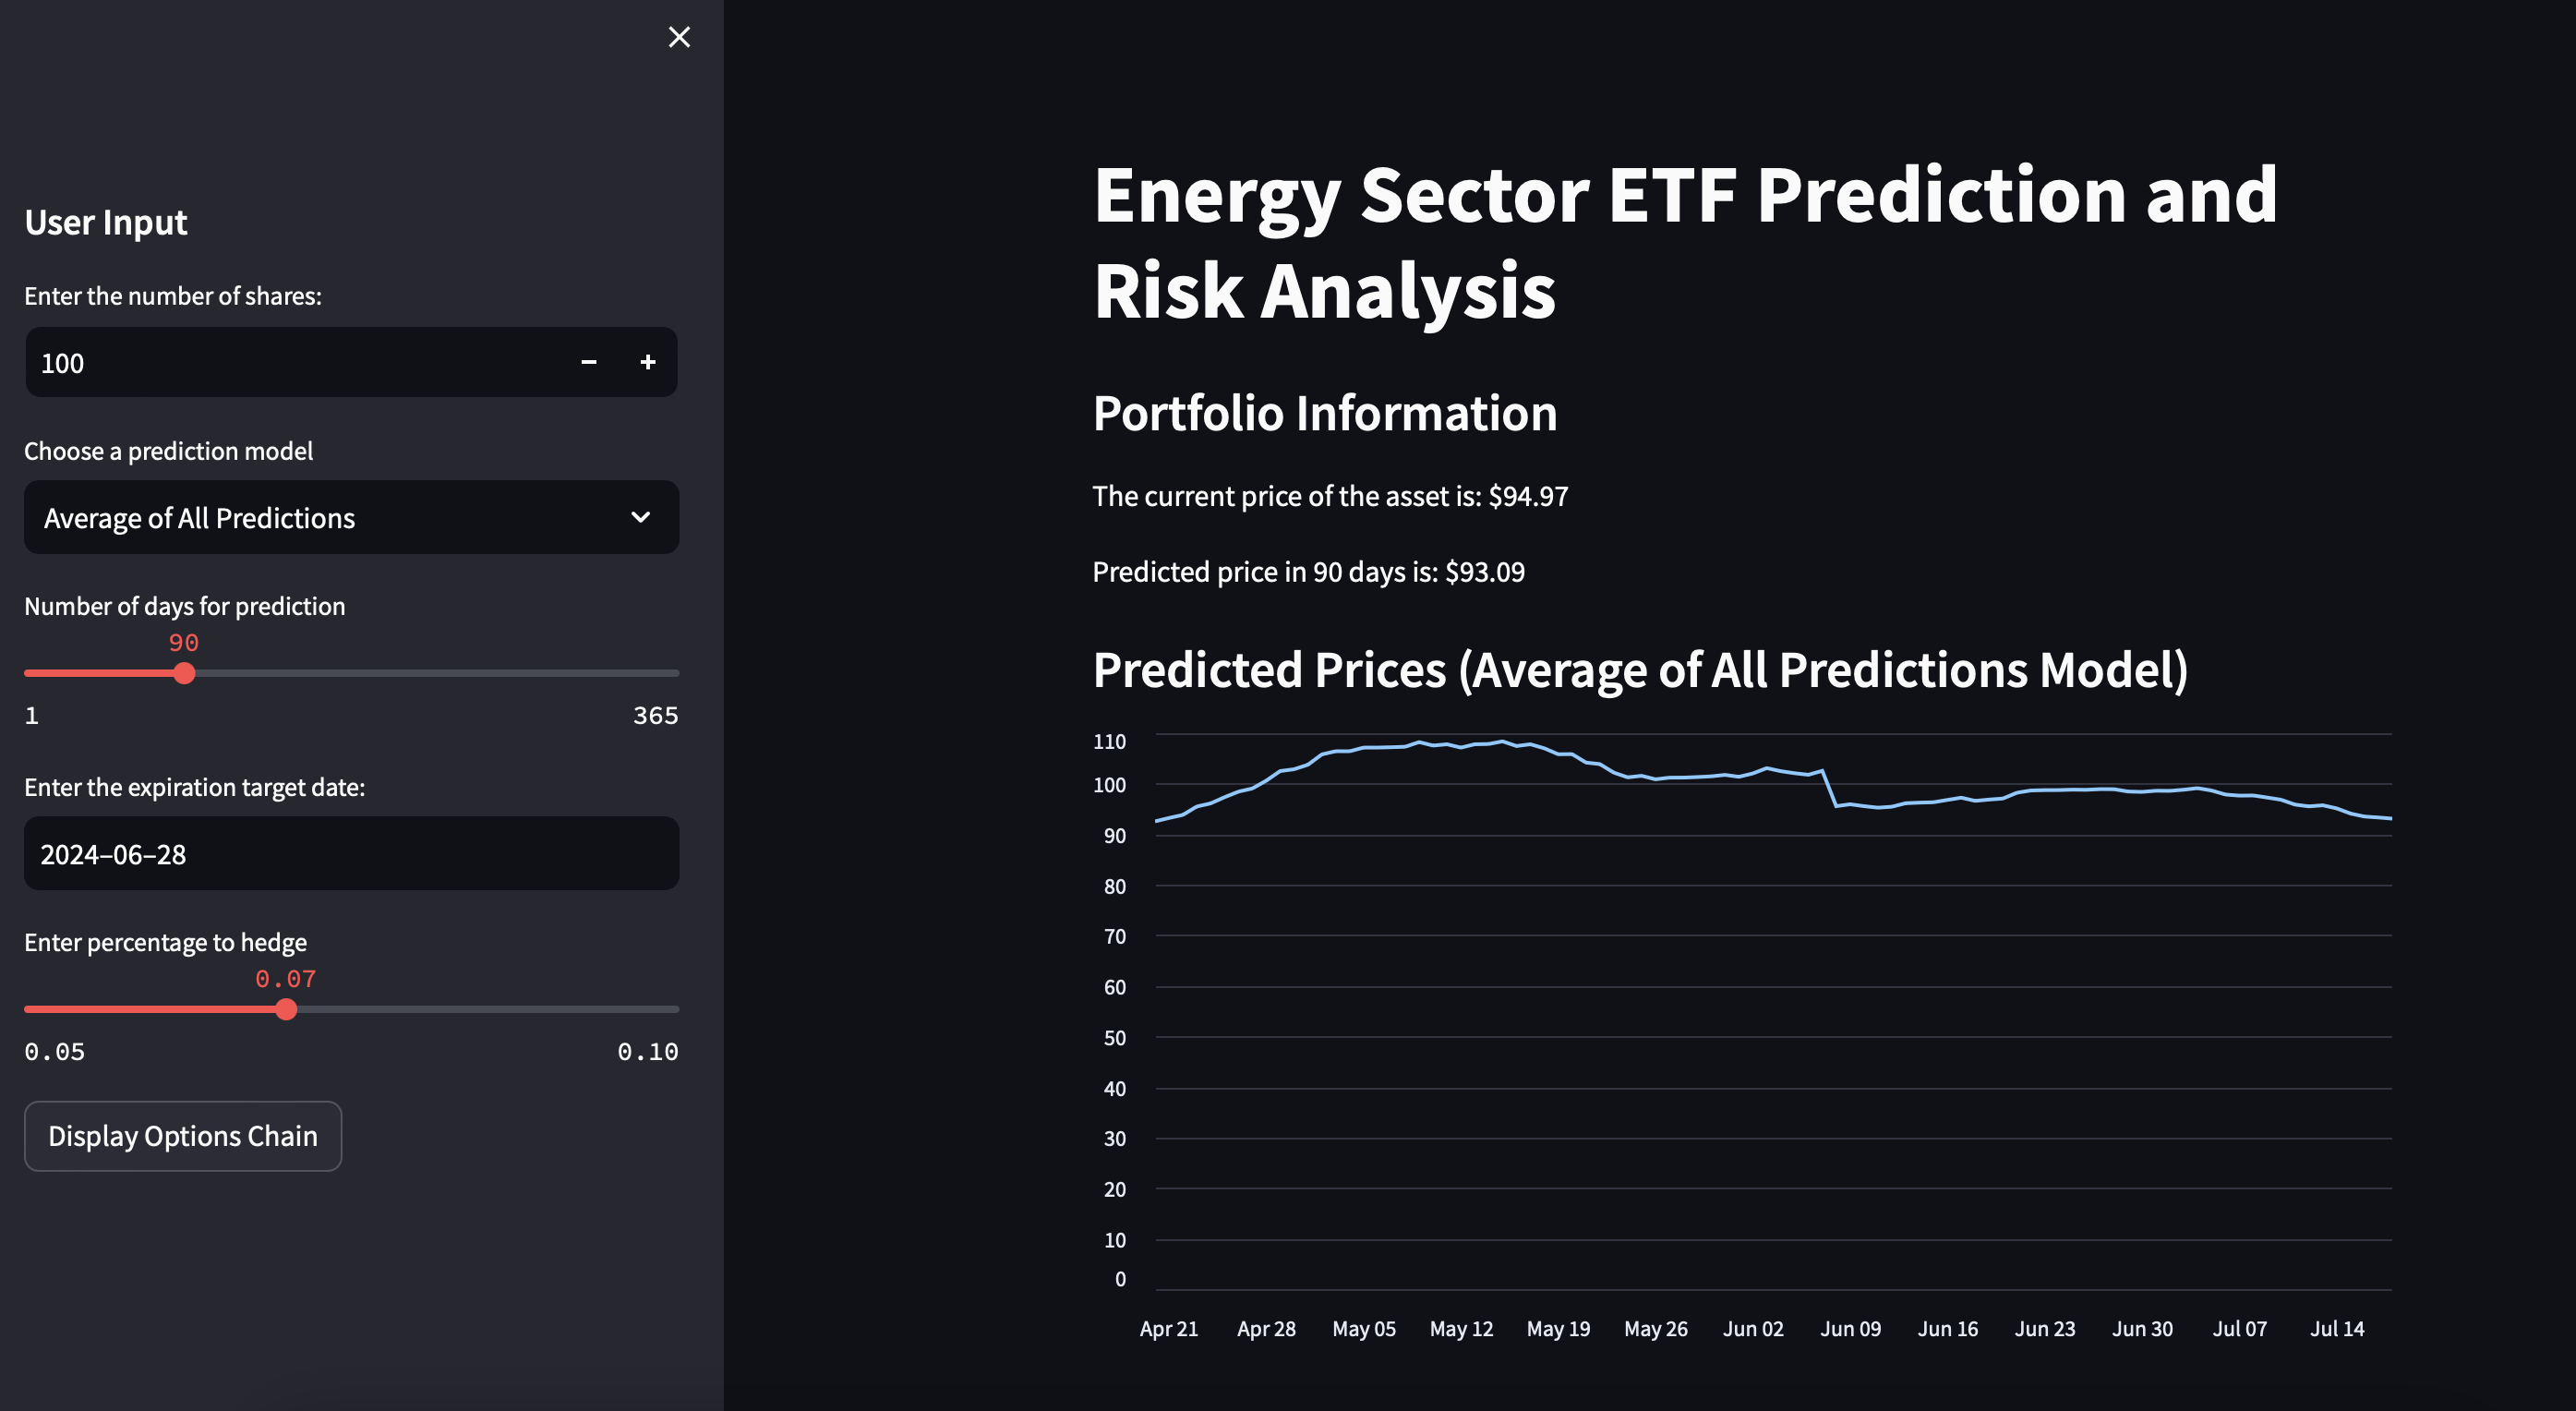 User Input
Enter the number of shares:
100
Choose a prediction model
Average of All Predictions
Number of days for prediction
90
1 365
Enter the expiration target date:
2024–06–28
Enter percentage to hedge
0.07
0.05 0.10
Display Options Chain
Energy Sector ETF Prediction and
Risk Analysis
Portfolio Information
The current price of the asset is: $94.97
Predicted price in 90 days is: $93.09
Predicted Prices (Average of All Predictions Model)
110
100
90
80
70
60
50
40
30
20
10
0
Apr 21 Apr 28 May 05 May 12 May 19 May 26 Jun 02 Jun 09 Jun 16 Jun 23 Jun 30 Jul 07 Jul 14